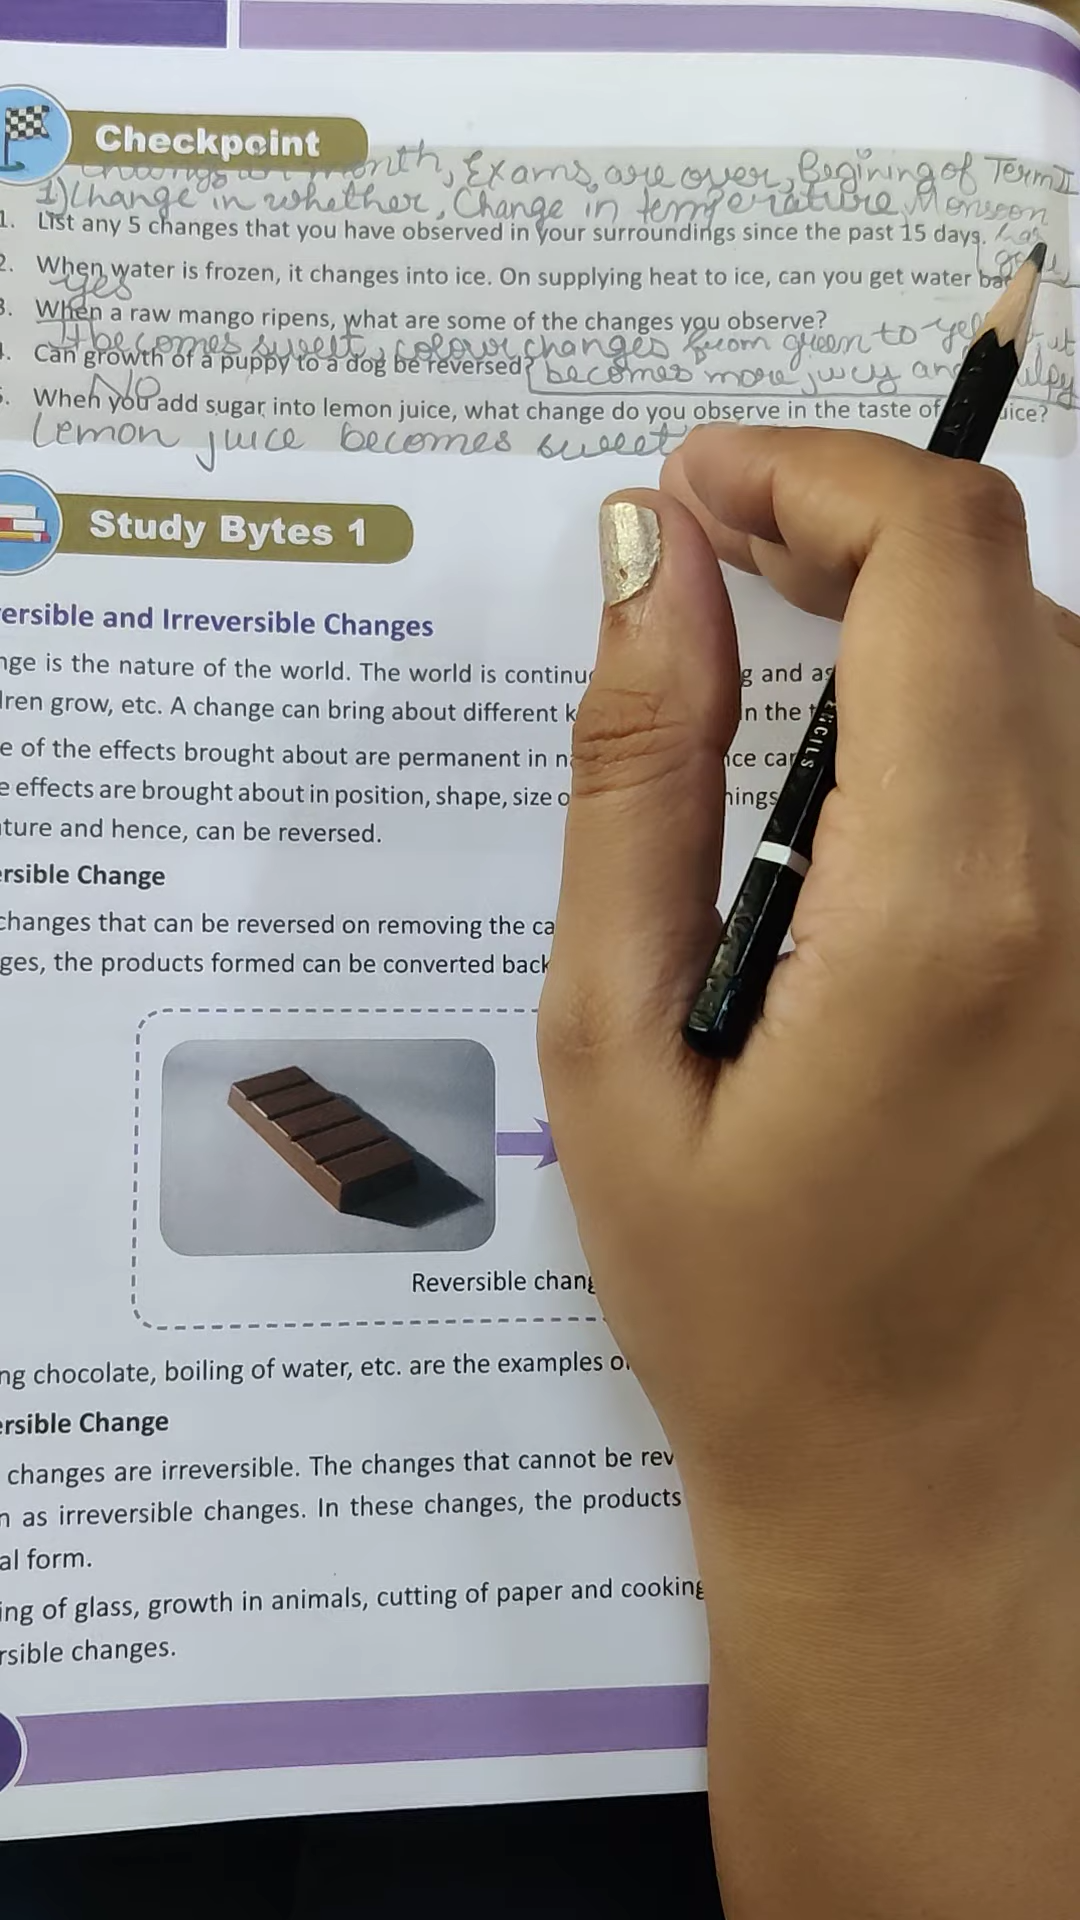 Checkpoint
Change in month, Exams are over, Begining of Term I
1) Change in whether, Change in temperature, Monsoon
1. List any 5 changes that you have observed in your surroundings since the past 15 days. has
gone
2. When water is frozen, it changes into ice. On supplying heat to ice, can you get water
yes
3. When a raw mango ripens, what are some of the changes you observe?
It becomes sweet, colour changes from green to
4. Can growth of a puppy to a dog be reversed? becomes more juicy and
No
5. When you add sugar into lemon juice, what change do you observe in the taste of
Lemon juice becomes sweet
Study Bytes 1
ersible and Irreversible Changes
nge is the nature of the world. The world is continu g and as
dren grow, etc. A change can bring about different k n the t
e of the effects brought about are permanent in n ce ca
e effects are brought about in position, shape, size o hings
ature and hence, can be reversed.
ersible Change
changes that can be reversed on removing the ca
ges, the products formed can be converted back
PENCILS
Reversible chang
ng chocolate, boiling of water, etc. are the examples o
ersible Change
changes are irreversible. The changes that cannot be rev
n as irreversible changes. In these changes, the products
al form.
ing of glass, growth in animals, cutting of paper and cooking
rsible changes.